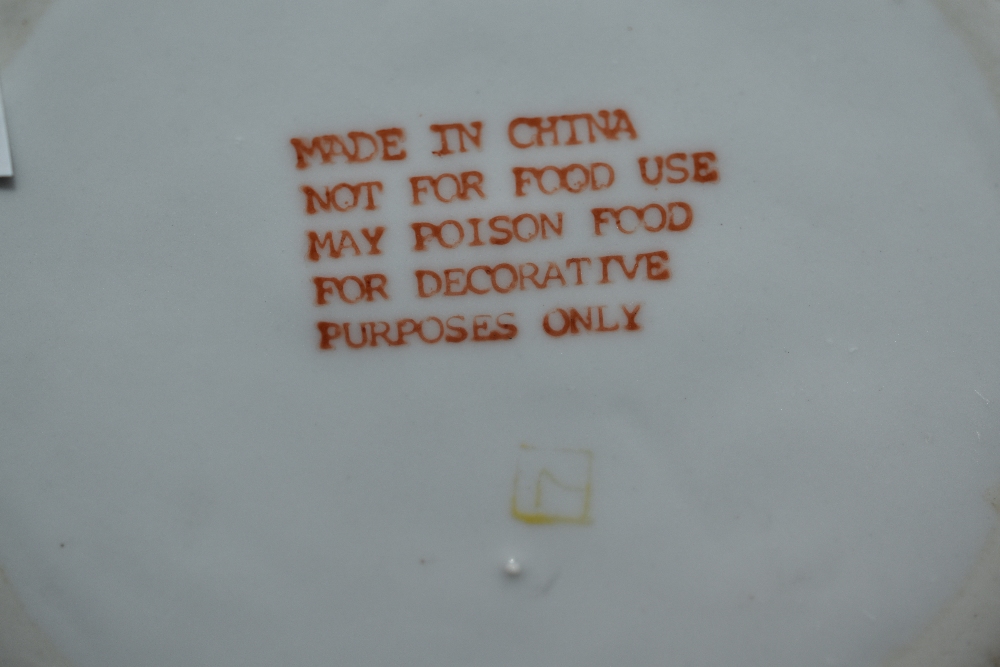 MADE IN CHINA
NOT FOR FOOD USE
MAY POISON FOOD
FOR DECORATIVE
PURPOSES ONLY